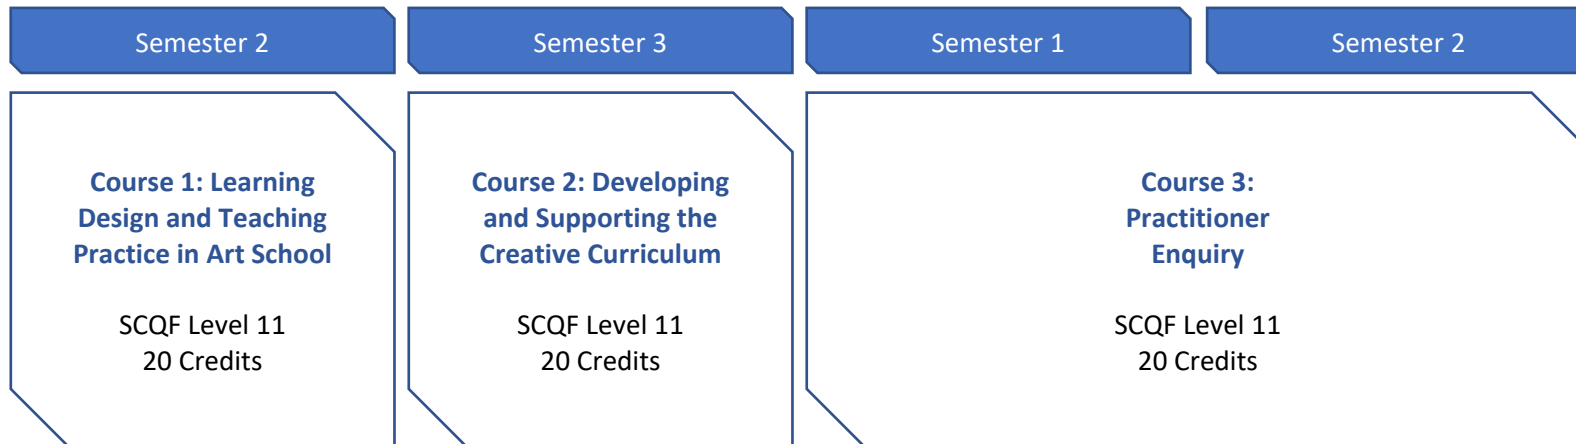 Semester 2
Semester 3
Semester 1
Semester 2
Course 1: Learning
Design and Teaching
Practice in Art School
SCQF Level 11
20 Credits
Course 2: Developing
and Supporting the
Creative Curriculum
SCQF Level 11
20 Credits
Course 3:
Practitioner
Enquiry
SCQF Level 11
20 Credits